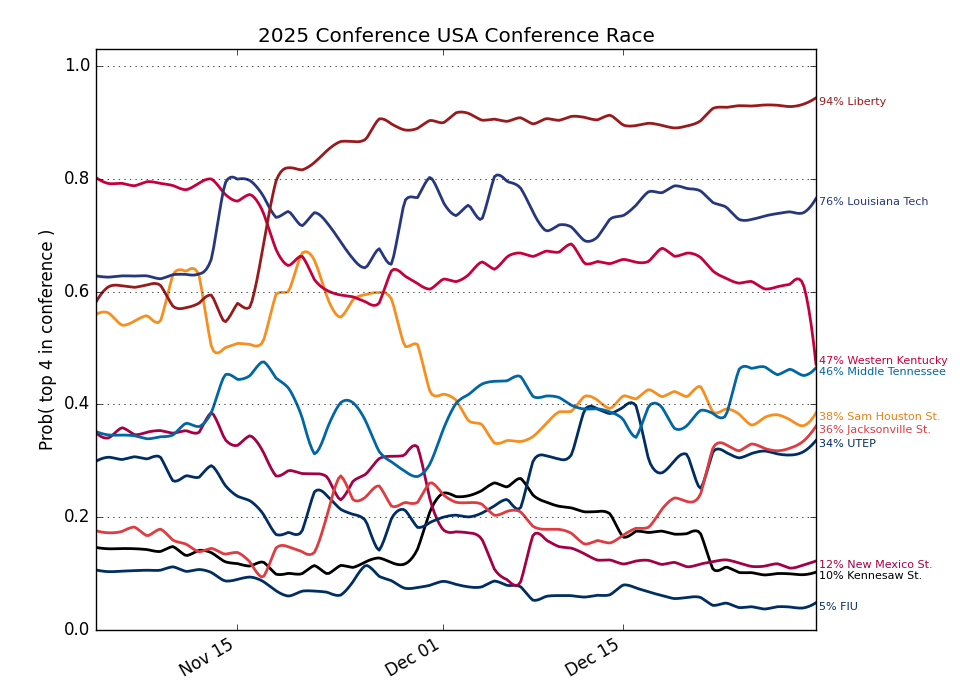 2025 Conference USA Conference Race
Prob( top 4 in conference )
1.0
0.8
0.6
0.4
0.2
0.0
Nov 15
Dec 01
Dec 15
94% Liberty
76% Louisiana Tech
47% Western Kentucky
46% Middle Tennessee
38% Sam Houston St.
36% Jacksonville St.
34% UTEP
12% New Mexico St.
10% Kennesaw St.
5% FIU